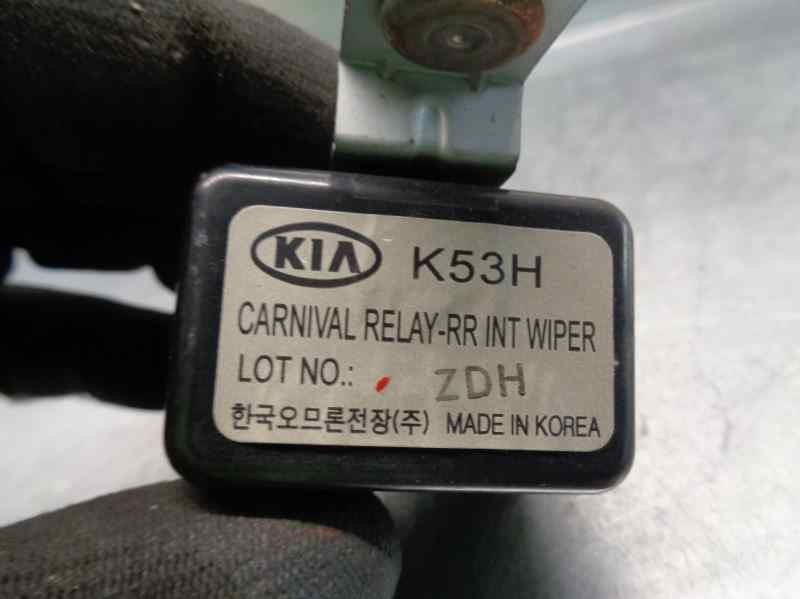 KIA K53H
CARNIVAL RELAY-RR INT WIPER
LOT NO.: ZDH
한국오므론전장(주) MADE IN KOREA